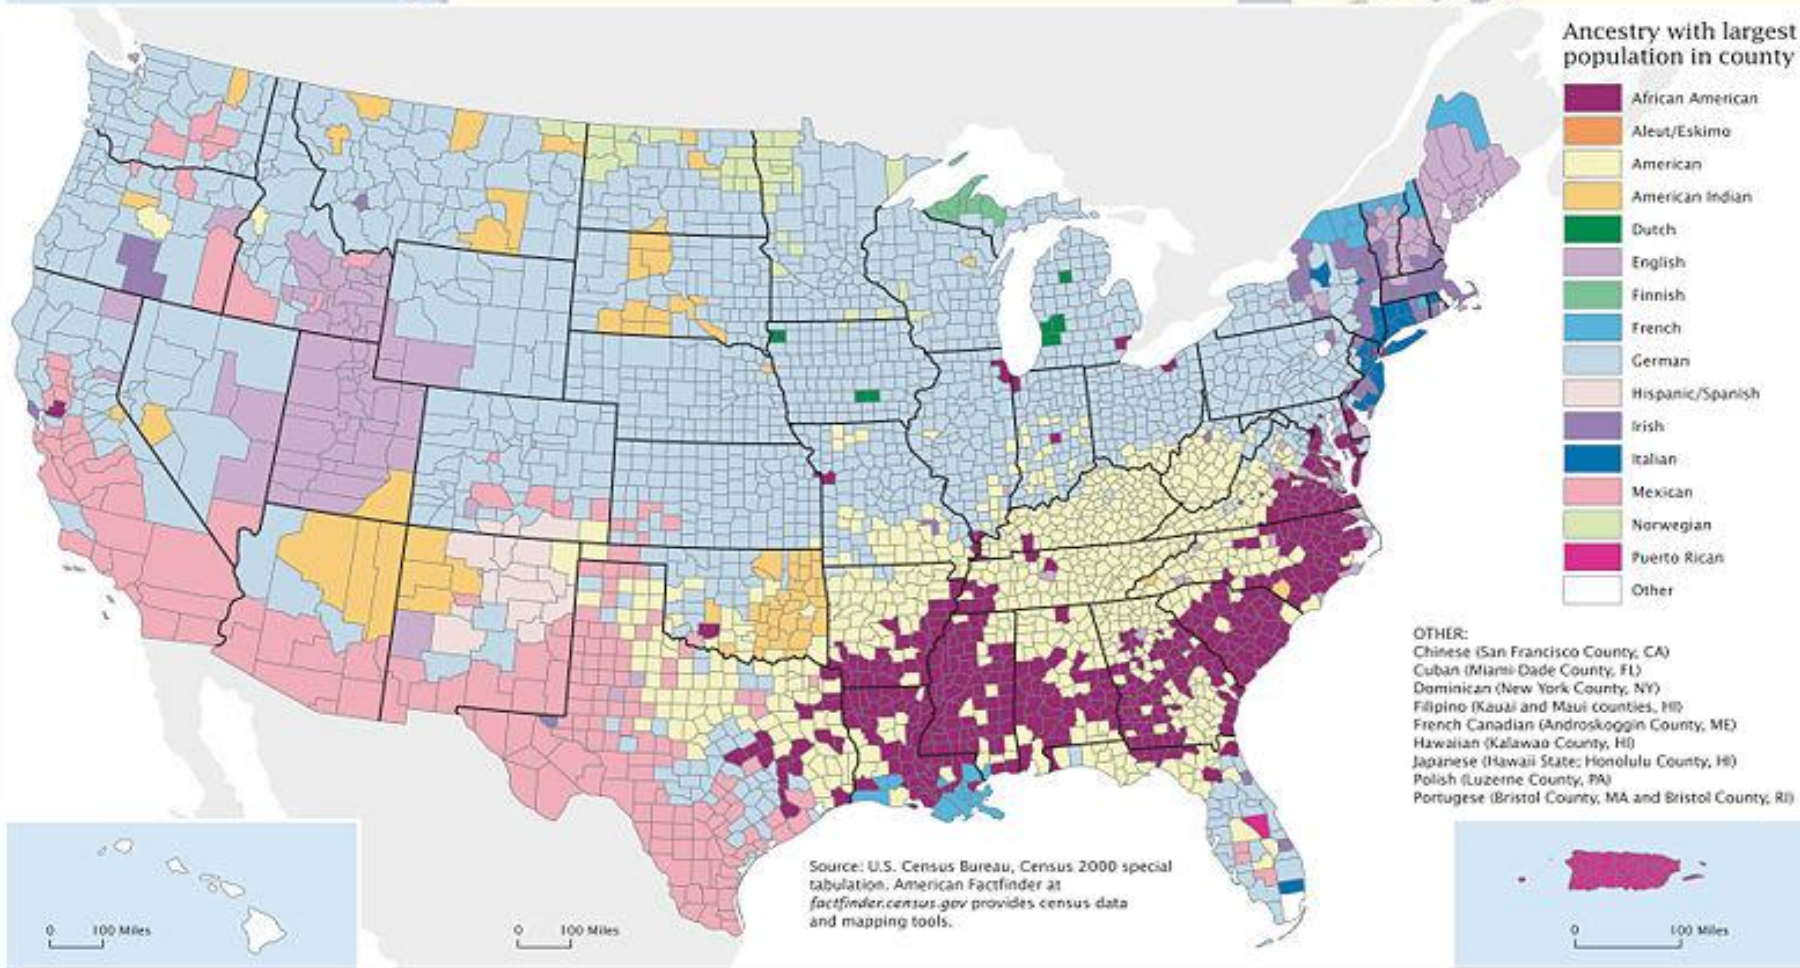 Ancestry with largest
population in county
African American
Aleut/Eskimo
American
American Indian
Dutch
English
Finnish
French
German
Hispanic/Spanish
Irish
Italian
Mexican
Norwegian
Puerto Rican
Other
OTHER:
Chinese (San Francisco County, CA)
Cuban (Miami-Dade County, FL)
Dominican (New York County, NY)
Filipino (Kauai and Maui counties, HI)
French Canadian (Androskoggin County, ME)
Hawaiian (Kalawao County, HI)
Japanese (Hawaii State; Honolulu County, HI)
Polish (Luzerne County, PA)
Portugese (Bristol County, MA and Bristol County, RI)
Source: U.S. Census Bureau, Census 2000 special
tabulation. American Factfinder at
factfinder.census.gov provides census data
and mapping tools.
0 100 Miles
0 100 Miles
0 100 Miles